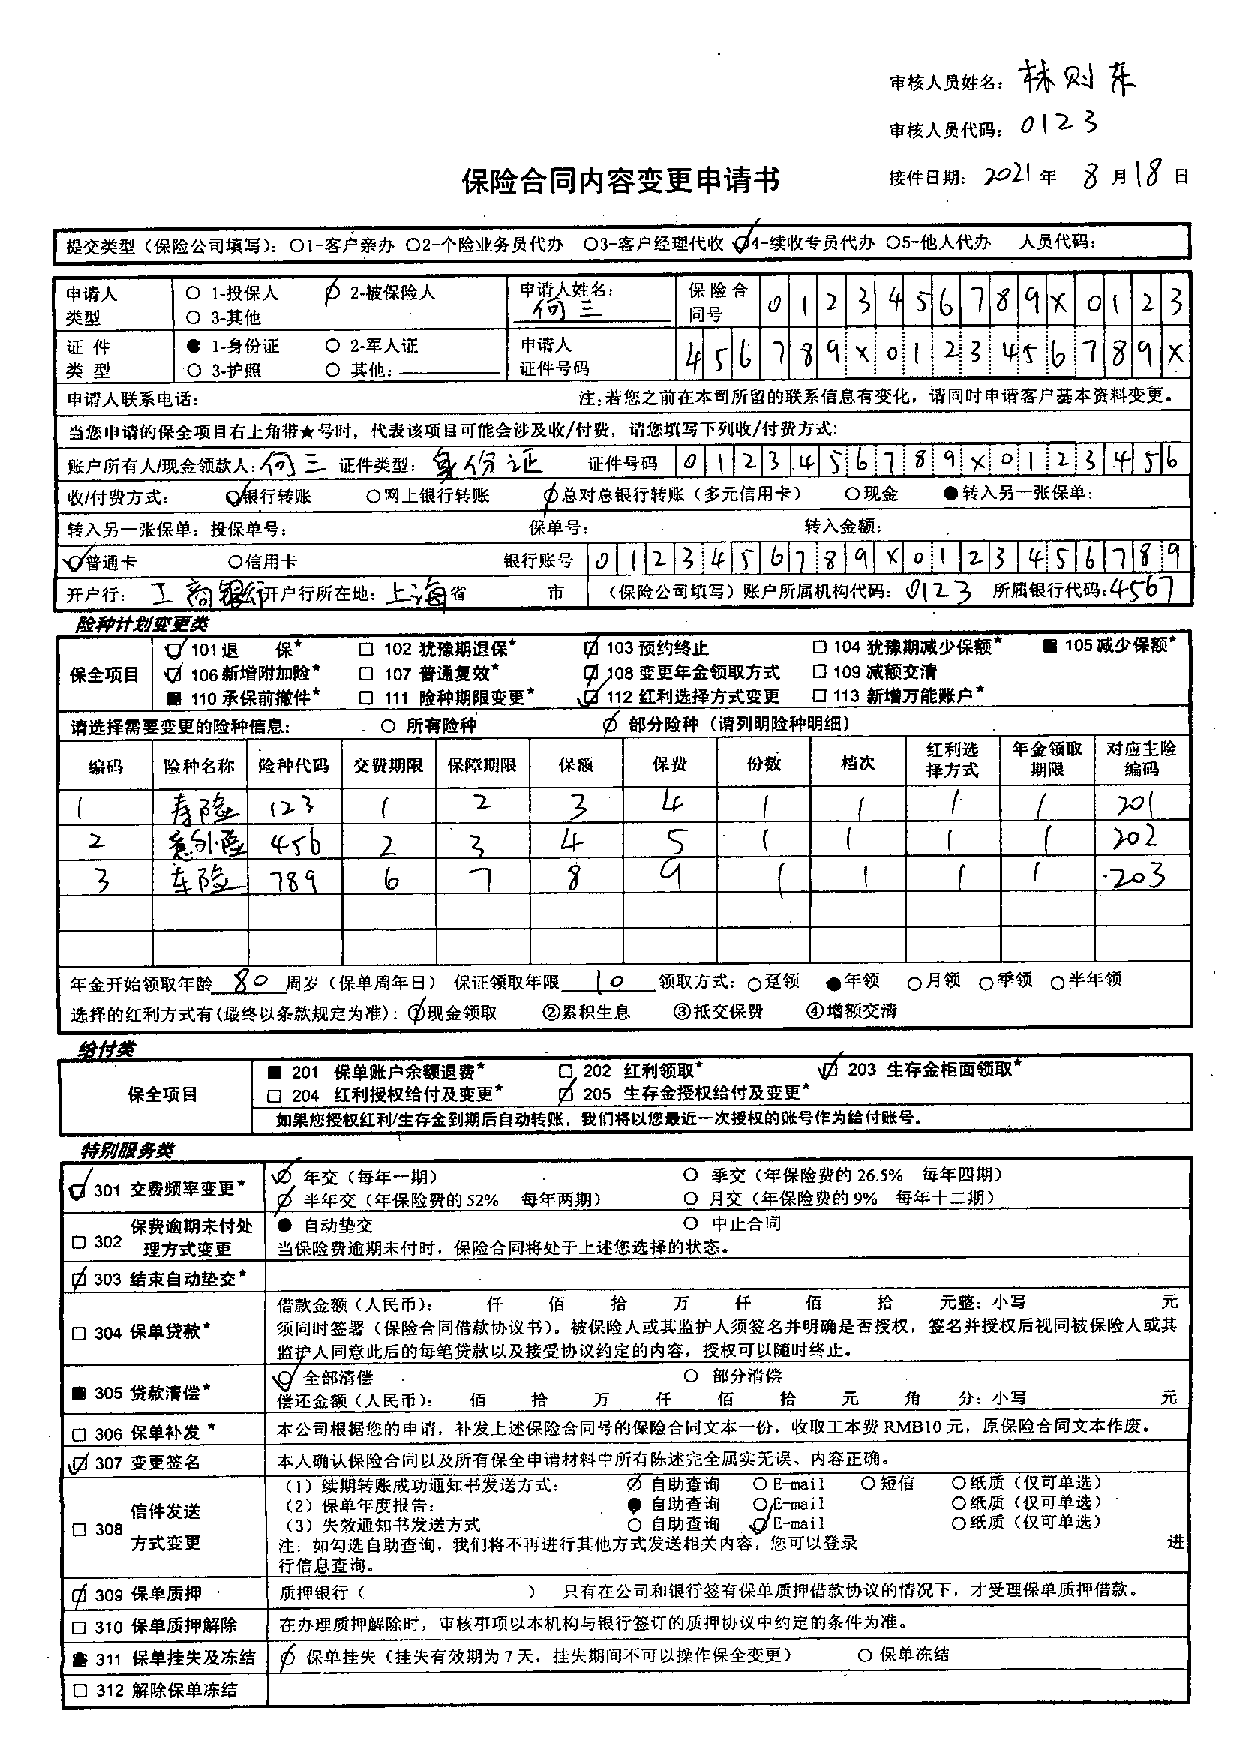 审核人员姓名：林则东
审核人员代码：0123
保险合同内容变更申请书
接件日期：2021年 8月18日
提交类型（保险公司填写）：○1-客户亲办 ○2-个险业务员代办 ○3-客户经理代收 ☑4-续收专员代办 ○5-他人代办 人员代码：
申请人类型 ○ 1-投保人 ☑ 2-被保险人 ○ 3-其他 申请人姓名：何三 保险合同号 0123456789X0123
证件类型 ● 1-身份证 ○ 2-军人证 ○ 3-护照 ○ 其他：____ 申请人证件号码 456789X0123456789X
申请人联系电话： 注：若您之前在本司所留的联系信息有变化，请同时申请客户基本资料变更。
当您申请的保全项目右上角带★号时，代表该项目可能会涉及收/付费，请您填写下列收/付费方式：
账户所有人/现金领款人：何三 证件类型：身份证 证件号码 0123456789X0123456
收/付费方式： ☑银行转账 ○网上银行转账 ☑总对总银行转账（多元信用卡） ○现金 ●转入另一张保单：
转入另一张保单：投保单号： 保单号： 转入金额：
☑普通卡 ○信用卡 银行账号 0123456789X0123456789
开户行：工商银行 开户行所在地：上海省 市 （保险公司填写）账户所属机构代码：0123 所属银行代码：4567
险种计划变更类
保全项目
☑ 101 退 保* □ 102 犹豫期退保* ☑ 103 预约终止 □ 104 犹豫期减少保额* ■ 105 减少保额*
☑ 106 新增附加险* □ 107 普通复效* ☑ 108 变更年金领取方式 □ 109 减额交清
■ 110 承保前撤件* □ 111 险种期限变更* ☑ 112 红利选择方式变更 □ 113 新增万能账户*
请选择需要变更的险种信息： ○ 所有险种 ☑ 部分险种（请列明险种明细）
编码 险种名称 险种代码 交费期限 保障期限 保额 保费 份数 档次 红利选择方式 年金领取期限 对应主险编码
1 寿险 123 1 2 3 4 1 1 1 1 201
2 意外险 456 2 3 4 5 1 1 1 1 202
3 车险 789 6 7 8 9 1 1 1 1 203
年金开始领取年龄 80 周岁（保单周年日） 保证领取年限 10 领取方式：○趸领 ●年领 ○月领 ○季领 ○半年领
选择的红利方式有（最终以条款规定为准）：①现金领取 ②累积生息 ③抵交保费 ④增额交清
给付类
保全项目
■ 201 保单账户余额退费* □ 202 红利领取* ☑ 203 生存金柜面领取*
□ 204 红利授权给付及变更* ☑ 205 生存金授权给付及变更*
如果您授权红利/生存金到期后自动转账，我们将以您最近一次授权的账号作为给付账号。
特别服务类
☑ 301 交费频率变更* ☑ 年交（每年一期） ○ 季交（年保险费的 26.5% 每年四期）
☑ 半年交（年保险费的 52% 每年两期） ○ 月交（年保险费的 9% 每年十二期）
□ 302 保费逾期未付处理方式变更 ● 自动垫交 ○ 中止合同
当保险费逾期未付时，保险合同将处于上述您选择的状态。
☑ 303 结束自动垫交*
□ 304 保单贷款* 借款金额（人民币）： 仟 佰 拾 万 仟 佰 拾 元整：小写 元
须同时签署（保险合同借款协议书）。被保险人或其监护人须签名并明确是否授权，签名并授权后视同被保险人或其
监护人同意此后的每笔贷款以及接受协议约定的内容，授权可以随时终止。
■ 305 贷款清偿* ☑ 全部清偿 ○ 部分清偿
偿还金额（人民币）： 佰 拾 万 仟 佰 拾 元 角 分：小写 元
□ 306 保单补发* 本公司根据您的申请，补发上述保险合同号的保险合同文本一份，收取工本费 RMB10 元，原保险合同文本作废。
☑ 307 变更签名 本人确认保险合同以及所有保全申请材料中所有陈述完全属实无误、内容正确。
□ 308 信件发送方式变更
（1）续期转账成功通知书发送方式： ☑ 自助查询 ○ E-mail ○ 短信 ○ 纸质（仅可单选）
（2）保单年度报告： ● 自助查询 ○ E-mail ○ 纸质（仅可单选）
（3）失效通知书发送方式 ○ 自助查询 ☑ E-mail ○ 纸质（仅可单选）
注：如勾选自助查询，我们将不再进行其他方式发送相关内容，您可以登录 进
行信息查询。
☑ 309 保单质押 质押银行（ ） 只有在公司和银行签有保单质押借款协议的情况下，才受理保单质押借款。
□ 310 保单质押解除 在办理质押解除时，审核事项以本机构与银行签订的质押协议中约定的条件为准。
■ 311 保单挂失及冻结 ☑ 保单挂失（挂失有效期为 7 天，挂失期间不可以操作保全变更） ○ 保单冻结
□ 312 解除保单冻结